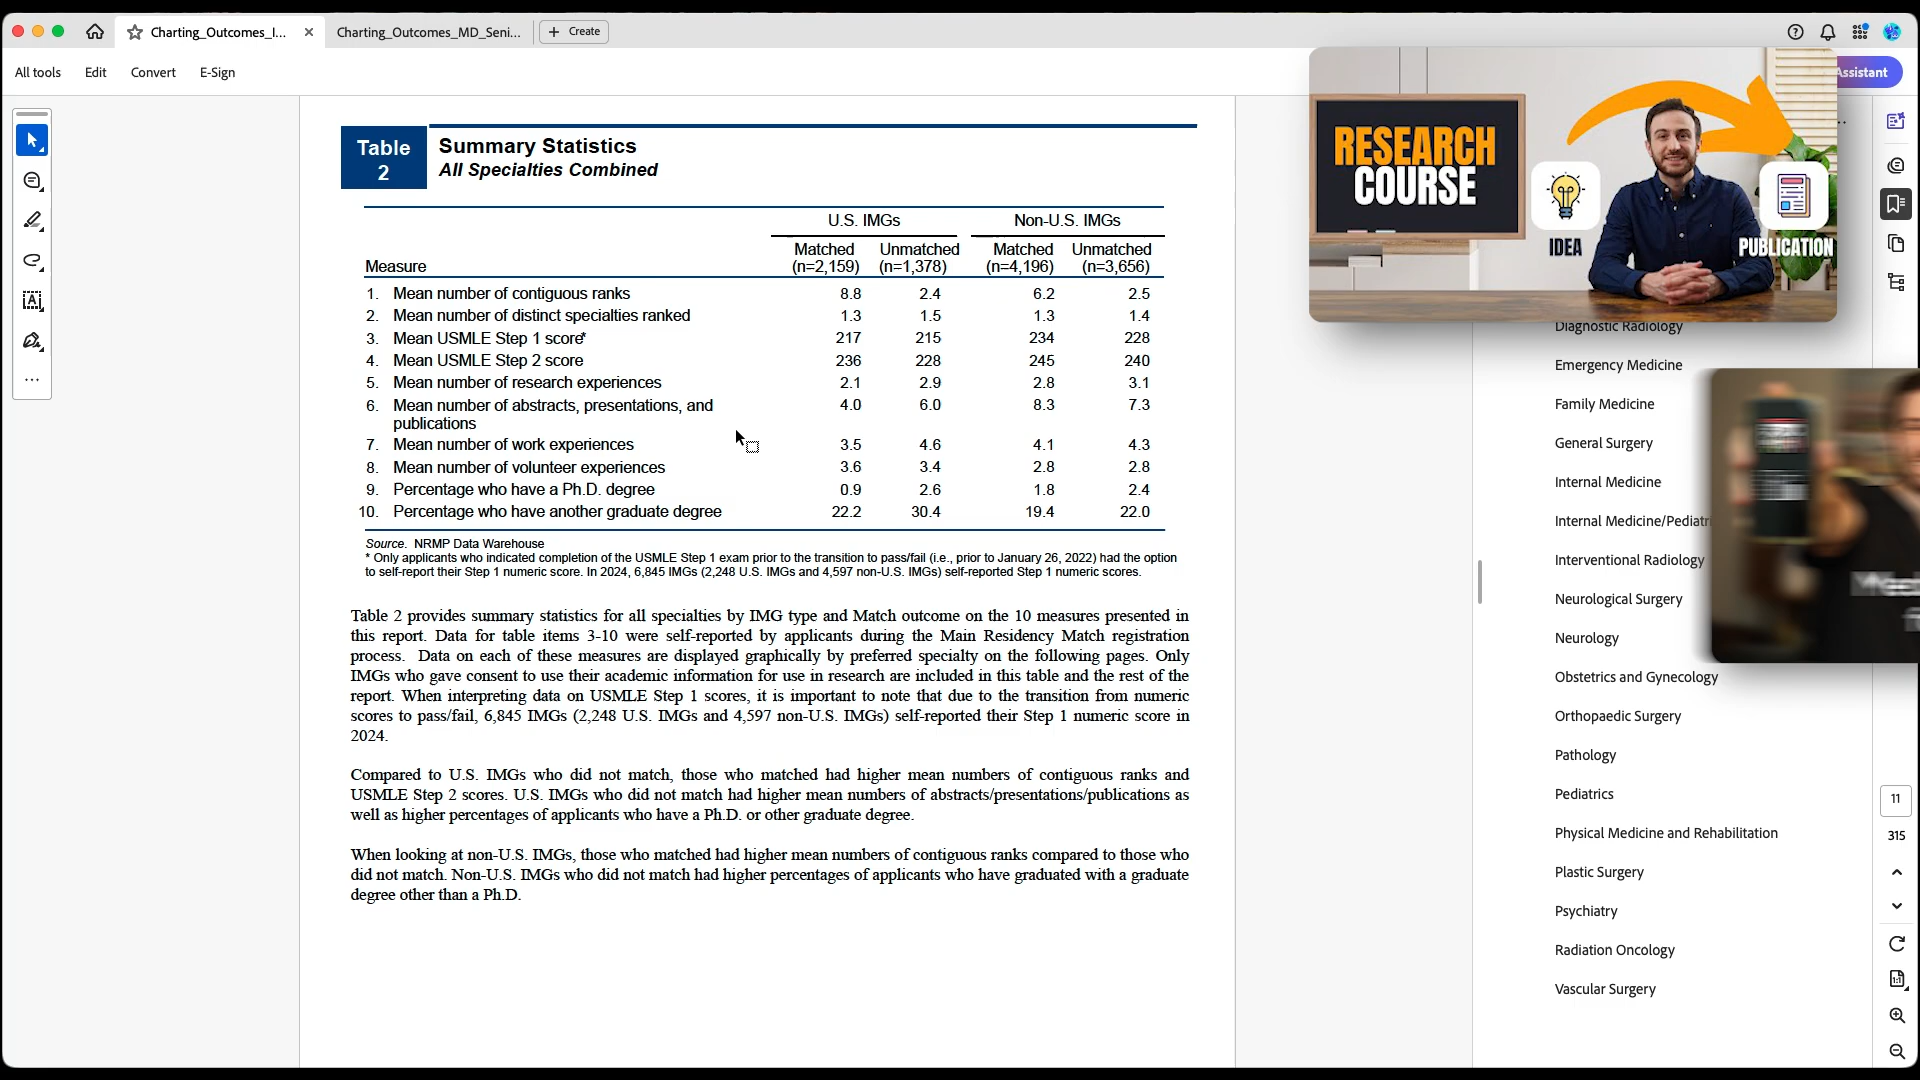 Charting_Outcomes_I...
Charting_Outcomes_MD_Seni...
Create
All tools
Edit
Convert
E-Sign
Assistant
RESEARCH
COURSE
IDEA
PUBLICATION
Table
2
Summary Statistics
All Specialties Combined
U.S. IMGs Non-U.S. IMGs
Matched Unmatched Matched Unmatched
Measure (n=2,159) (n=1,378) (n=4,196) (n=3,656)
1. Mean number of contiguous ranks 8.8 2.4 6.2 2.5
2. Mean number of distinct specialties ranked 1.3 1.5 1.3 1.4
3. Mean USMLE Step 1 score* 217 215 234 228
4. Mean USMLE Step 2 score 236 228 245 240
5. Mean number of research experiences 2.1 2.9 2.8 3.1
6. Mean number of abstracts, presentations, and 4.0 6.0 8.3 7.3
publications
7. Mean number of work experiences 3.5 4.6 4.1 4.3
8. Mean number of volunteer experiences 3.6 3.4 2.8 2.8
9. Percentage who have a Ph.D. degree 0.9 2.6 1.8 2.4
10. Percentage who have another graduate degree 22.2 30.4 19.4 22.0
Source. NRMP Data Warehouse
* Only applicants who indicated completion of the USMLE Step 1 exam prior to the transition to pass/fail (i.e., prior to January 26, 2022) had the option
to self-report their Step 1 numeric score. In 2024, 6,845 IMGs (2,248 U.S. IMGs and 4,597 non-U.S. IMGs) self-reported Step 1 numeric scores.
Table 2 provides summary statistics for all specialties by IMG type and Match outcome on the 10 measures presented in
this report. Data for table items 3-10 were self-reported by applicants during the Main Residency Match registration
process. Data on each of these measures are displayed graphically by preferred specialty on the following pages. Only
IMGs who gave consent to use their academic information for use in research are included in this table and the rest of the
report. When interpreting data on USMLE Step 1 scores, it is important to note that due to the transition from numeric
scores to pass/fail, 6,845 IMGs (2,248 U.S. IMGs and 4,597 non-U.S. IMGs) self-reported their Step 1 numeric score in
2024.
Compared to U.S. IMGs who did not match, those who matched had higher mean numbers of contiguous ranks and
USMLE Step 2 scores. U.S. IMGs who did not match had higher mean numbers of abstracts/presentations/publications as
well as higher percentages of applicants who have a Ph.D. or other graduate degree.
When looking at non-U.S. IMGs, those who matched had higher mean numbers of contiguous ranks compared to those who
did not match. Non-U.S. IMGs who did not match had higher percentages of applicants who have graduated with a graduate
degree other than a Ph.D.
Diagnostic Radiology
Emergency Medicine
Family Medicine
General Surgery
Internal Medicine
Internal Medicine/Pediatri
Interventional Radiology
Neurological Surgery
Neurology
Obstetrics and Gynecology
Orthopaedic Surgery
Pathology
Pediatrics
Physical Medicine and Rehabilitation
Plastic Surgery
Psychiatry
Radiation Oncology
Vascular Surgery
11
315